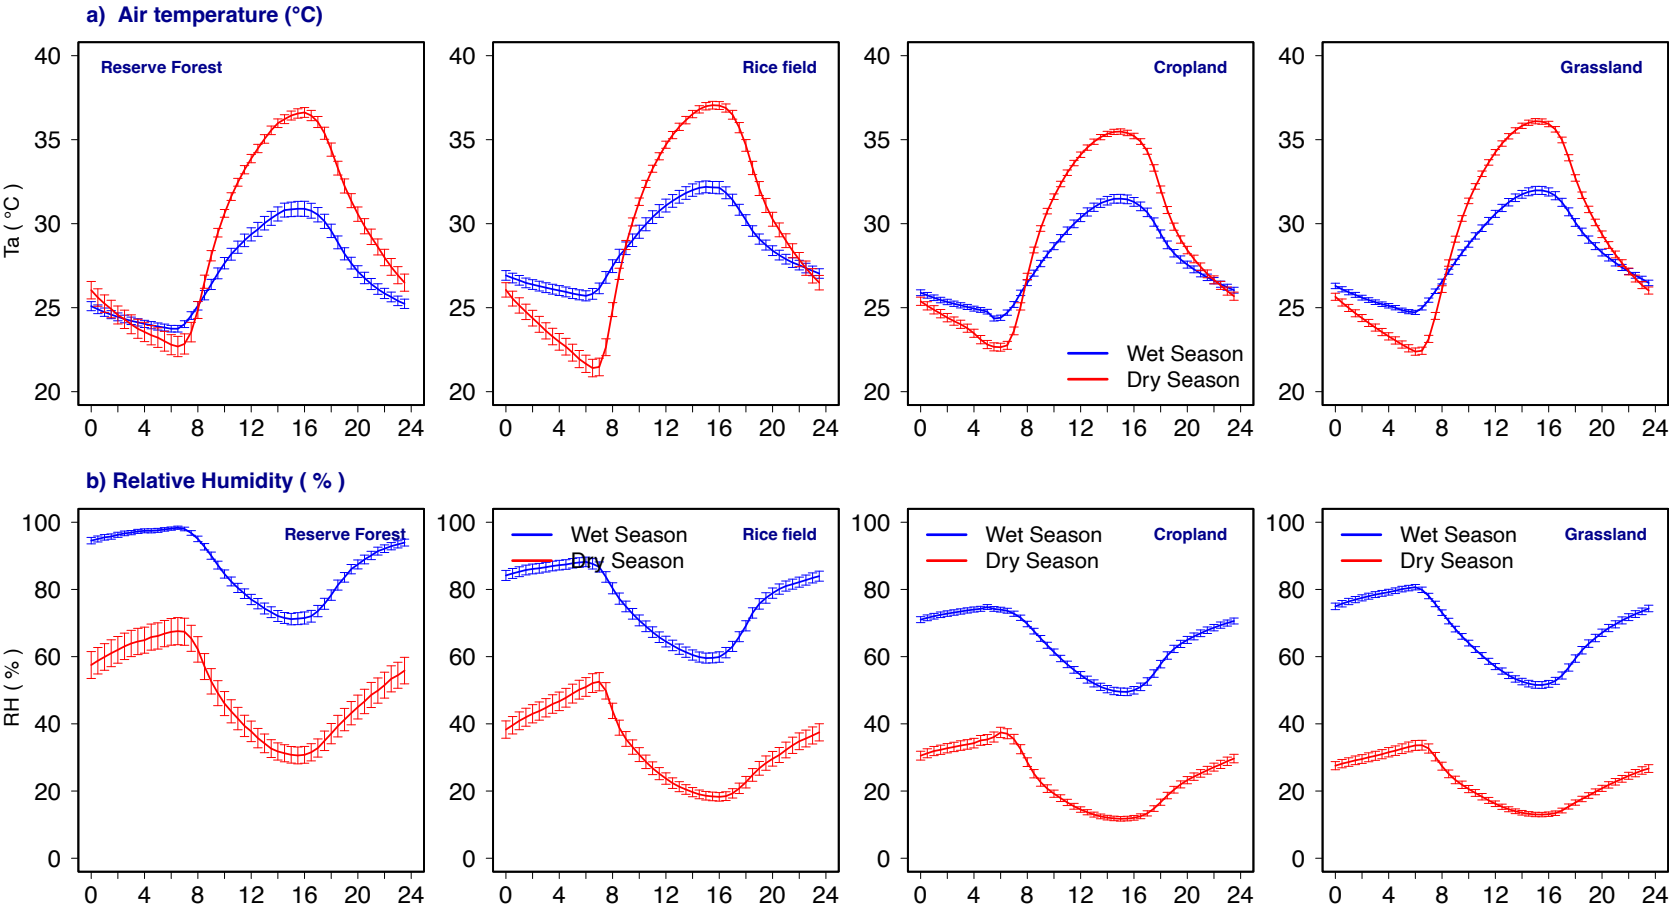 a)  Air temperature (°C)
Ta ( °C )
Reserve Forest
40
35
30
25
20
0 4 8 12 16 20 24
Rice field
40
35
30
25
20
0 4 8 12 16 20 24
Cropland
40
35
30
25
20
Wet Season
Dry Season
0 4 8 12 16 20 24
Grassland
40
35
30
25
20
0 4 8 12 16 20 24
b) Relative Humidity ( % )
RH ( % )
Reserve Forest
100
80
60
40
20
0
0 4 8 12 16 20 24
Wet Season
Dry Season
Rice field
100
80
60
40
20
0
0 4 8 12 16 20 24
Wet Season
Dry Season
Cropland
100
80
60
40
20
0
0 4 8 12 16 20 24
Wet Season
Dry Season
Grassland
100
80
60
40
20
0
0 4 8 12 16 20 24